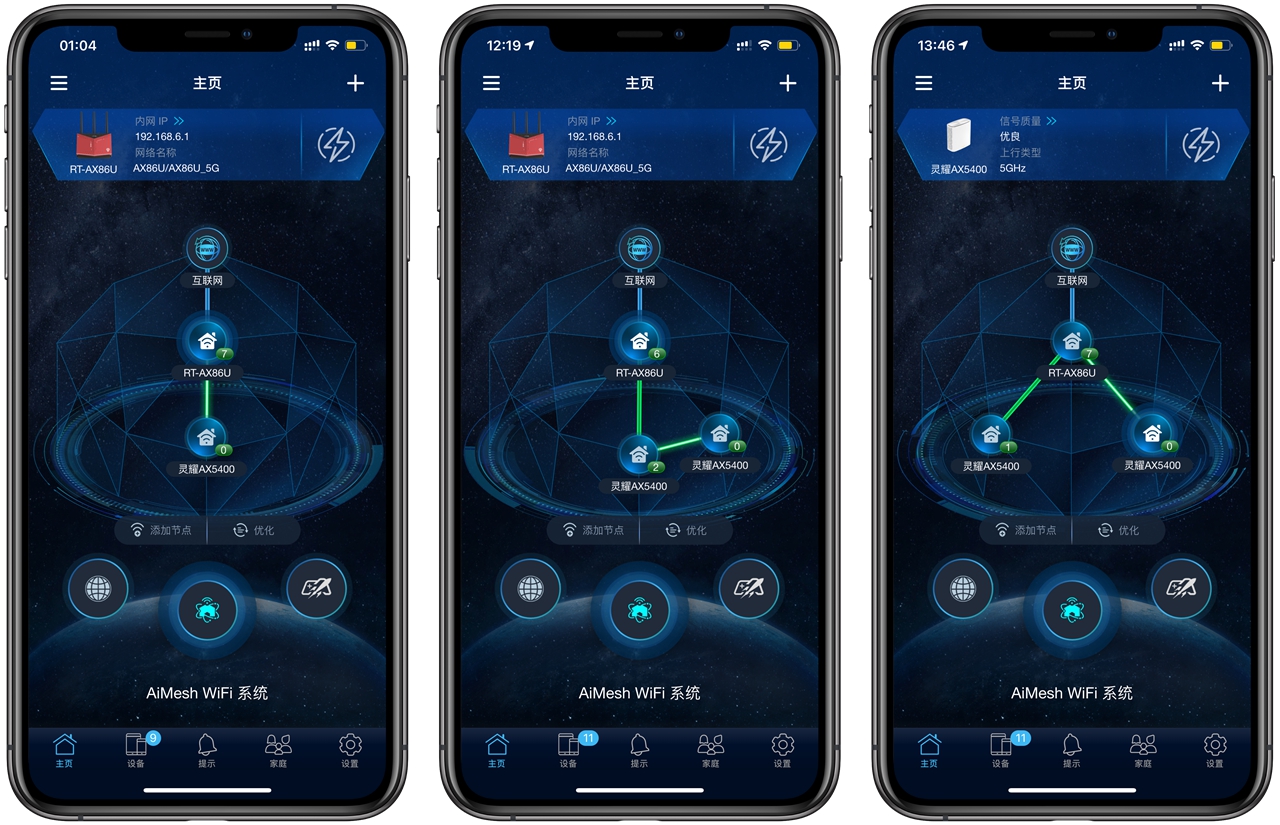 01:04
主页
内网 IP
192.168.6.1
网络名称
RT-AX86U
AX86U/AX86U_5G
WWW
互联网
7
RT-AX86U
0
灵耀AX5400
添加节点
优化
AiMesh WiFi 系统
9
主页
设备
提示
家庭
设置
12:19
主页
内网 IP
192.168.6.1
网络名称
RT-AX86U
AX86U/AX86U_5G
WWW
互联网
6
RT-AX86U
0
灵耀AX5400
2
灵耀AX5400
添加节点
优化
AiMesh WiFi 系统
11
主页
设备
提示
家庭
设置
13:46
主页
信号质量
优良
上行类型
灵耀AX5400
5GHz
WWW
互联网
7
RT-AX86U
1
灵耀AX5400
0
灵耀AX5400
添加节点
优化
AiMesh WiFi 系统
11
主页
设备
提示
家庭
设置